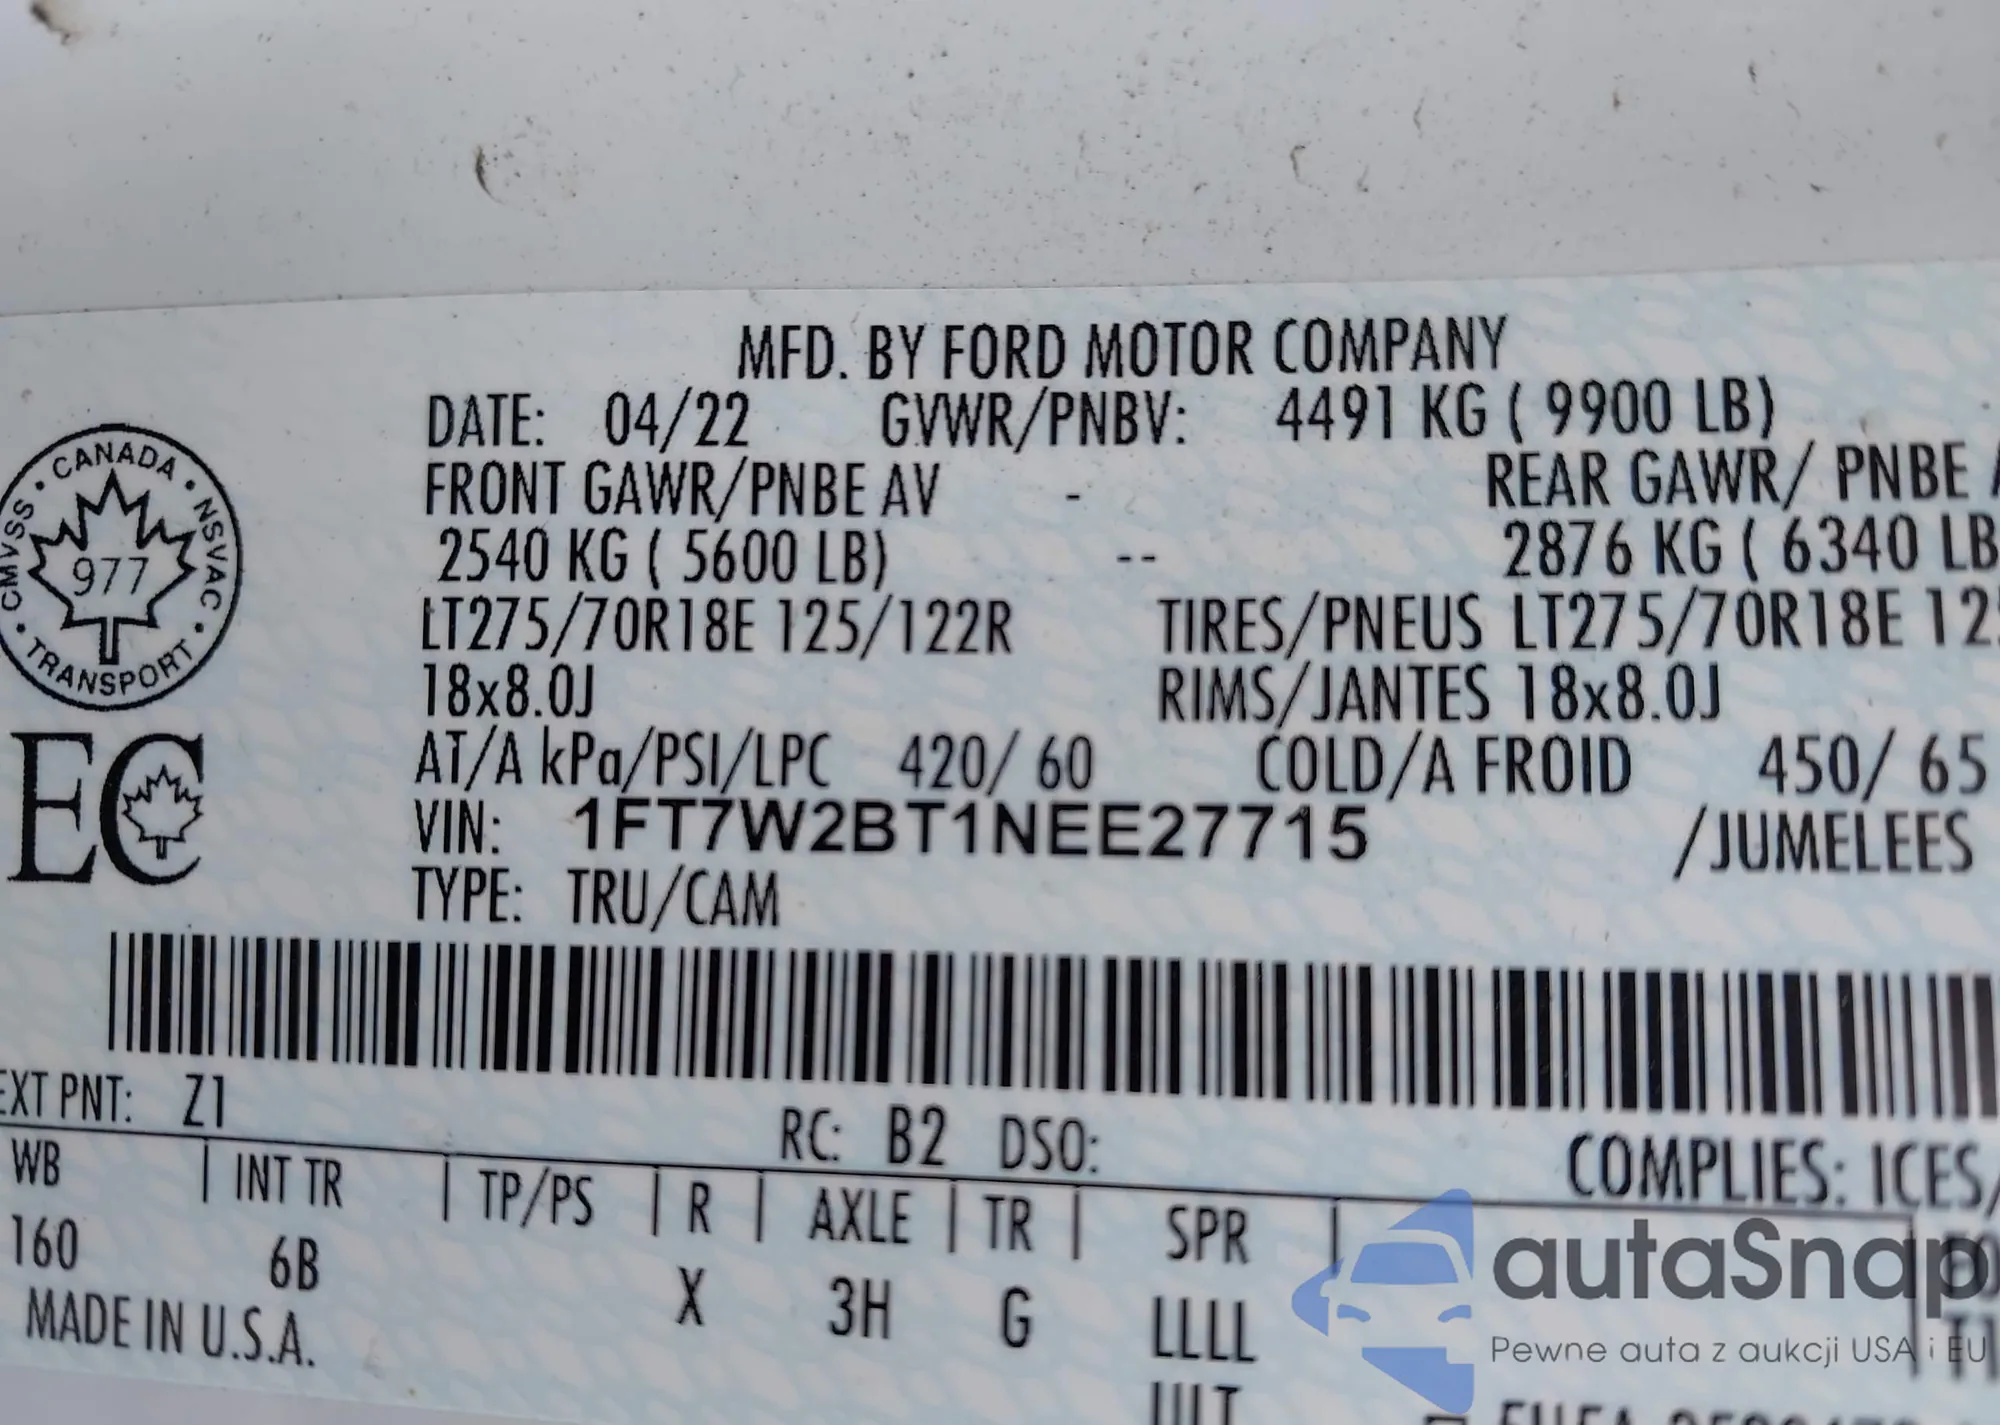 MFD. BY FORD MOTOR COMPANY
DATE: 04/22 GVWR/PNBV: 4491 KG ( 9900 LB)
FRONT GAWR/PNBE AV - REAR GAWR/ PNBE
2540 KG ( 5600 LB) -- 2876 KG ( 6340 LB
LT275/70R18E 125/122R TIRES/PNEUS LT275/70R18E 12
18x8.0J RIMS/JANTES 18x8.0J
AT/A kPa/PSI/LPC 420/ 60 COLD/A FROID 450/ 65
VIN: 1FT7W2BT1NEE27715 /JUMELEES
TYPE: TRU/CAM
CANADA • NSVAC • TRANSPORT • CMVSS •
977
EC
EXT PNT: Z1 RC: B2 DSO: COMPLIES: ICES/
WB | INT TR | TP/PS | R | AXLE | TR | SPR |
160 6B X 3H G LLLL
MADE IN U.S.A.
autaSnap
Pewne auta z aukcji USA i EU